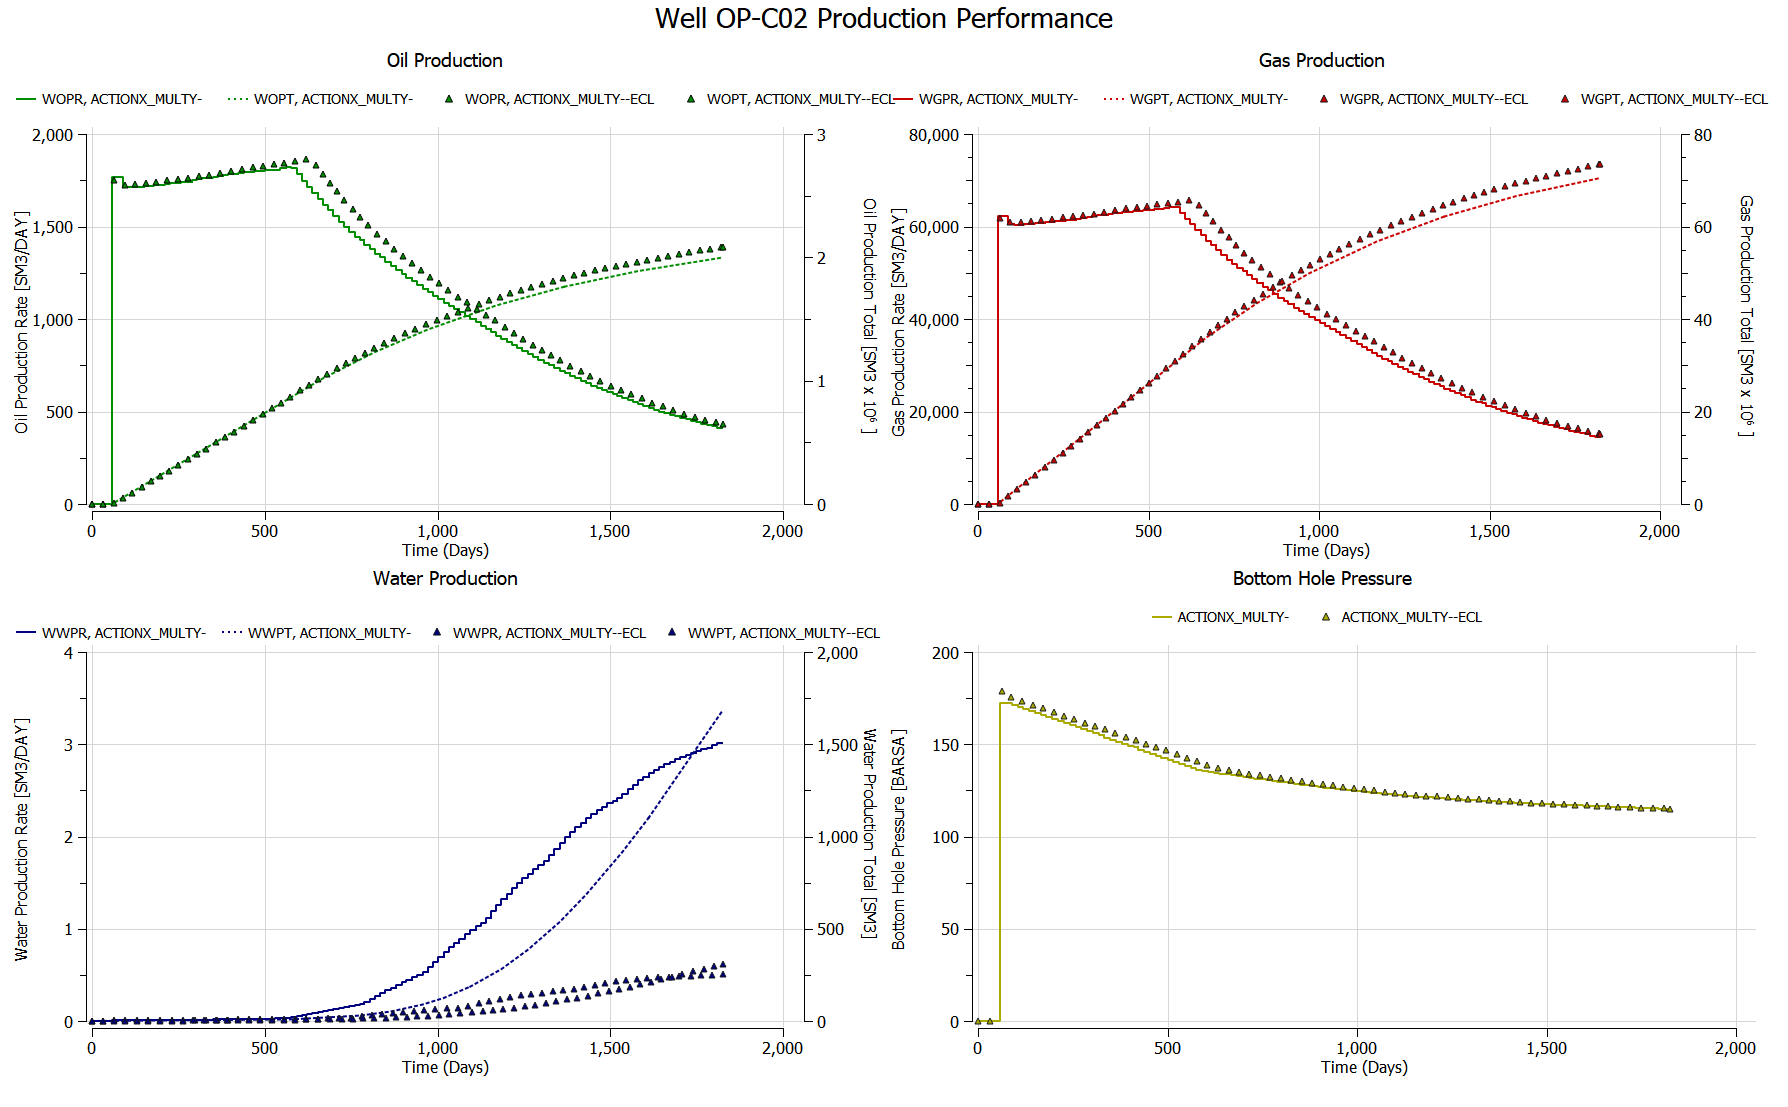 Well OP-C02 Production Performance
Oil Production
WOPR, ACTIONX_MULTY-
WOPT, ACTIONX_MULTY-
WOPR, ACTIONX_MULTY--ECL
WOPT, ACTIONX_MULTY--ECL
2,000
1,500
1,000
500
0
Oil Production Rate [SM3/DAY]
3
2
1
0
Oil Production Total [SM3 x 10⁶ ]
0
500
1,000
1,500
2,000
Time (Days)
Gas Production
WGPR, ACTIONX_MULTY-
WGPT, ACTIONX_MULTY-
WGPR, ACTIONX_MULTY--ECL
WGPT, ACTIONX_MULTY--ECL
80,000
60,000
40,000
20,000
0
Gas Production Rate [SM3/DAY]
80
60
40
20
0
Gas Production Total [SM3 x 10⁶ ]
0
500
1,000
1,500
2,000
Time (Days)
Water Production
WWPR, ACTIONX_MULTY-
WWPT, ACTIONX_MULTY-
WWPR, ACTIONX_MULTY--ECL
WWPT, ACTIONX_MULTY--ECL
4
3
2
1
0
Water Production Rate [SM3/DAY]
2,000
1,500
1,000
500
0
Water Production Total [SM3]
0
500
1,000
1,500
2,000
Time (Days)
Bottom Hole Pressure
ACTIONX_MULTY-
ACTIONX_MULTY--ECL
200
150
100
50
0
Bottom Hole Pressure [BARSA]
0
500
1,000
1,500
2,000
Time (Days)